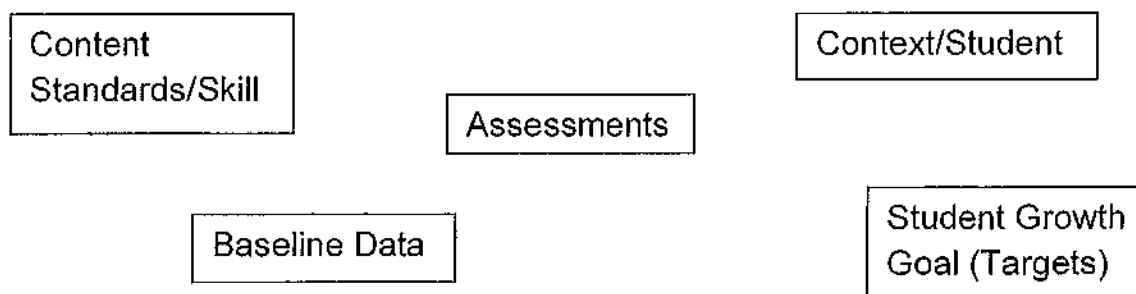 Content
Standards/Skill
Context/Student
Assessments
Baseline Data
Student Growth
Goal (Targets)